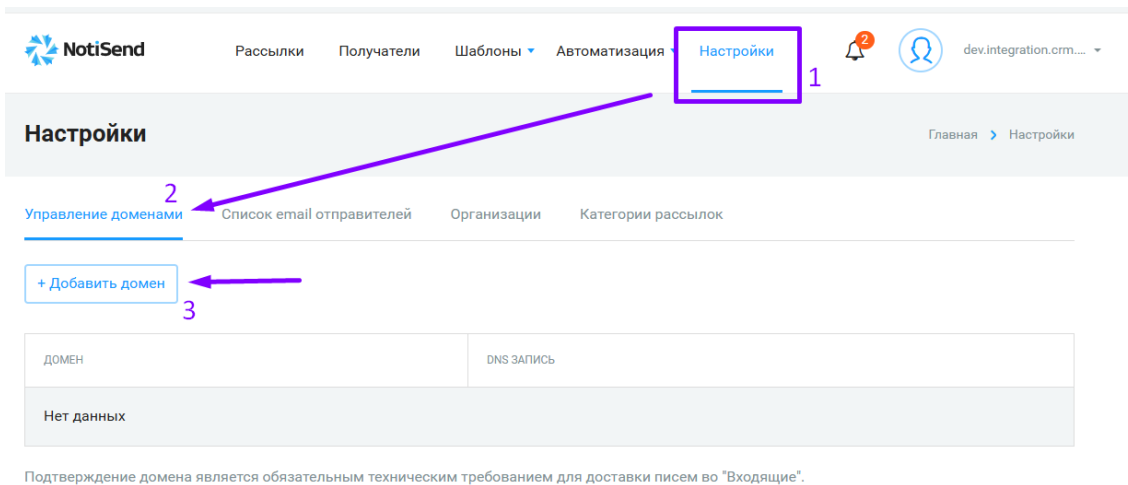 NotiSend Рассылки Получатели Шаблоны Автоматизация Настройки 2 dev.integration.crm....
1
Настройки Главная Настройки
2
Управление доменами Список email отправителей Организации Категории рассылок
+ Добавить домен
3
ДОМЕН DNS ЗАПИСЬ
Нет данных
Подтверждение домена является обязательным техническим требованием для доставки писем во "Входящие".